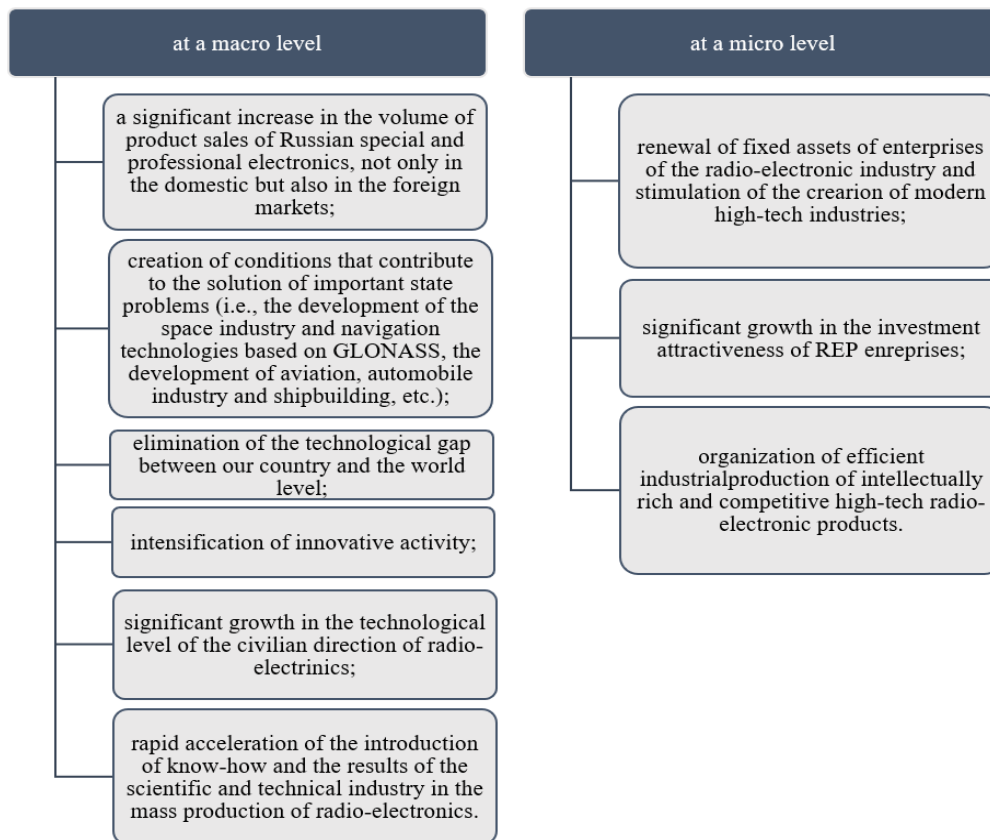 at a macro level
a significant increase in the volume of
product sales of Russian special and
professional electronics, not only in
the domestic but also in the foreign
markets;
creation of conditions that contribute
to the solution of important state
problems (i.e., the development of the
space industry and navigation
technologies based on GLONASS, the
development of aviation, automobile
industry and shipbuilding, etc.);
elimination of the technological gap
between our country and the world
level;
intensification of innovative activity;
significant growth in the technological
level of the civilian direction of radio-
electrinics;
rapid acceleration of the introduction
of know-how and the results of the
scientific and technical industry in the
mass production of radio-electronics.
at a micro level
renewal of fixed assets of enterprises
of the radio-electronic industry and
stimulation of the crearion of modern
high-tech industries;
significant growth in the investment
attractiveness of REP enreprises;
organization of efficient
industrialproduction of intellectually
rich and competitive high-tech radio-
electronic products.